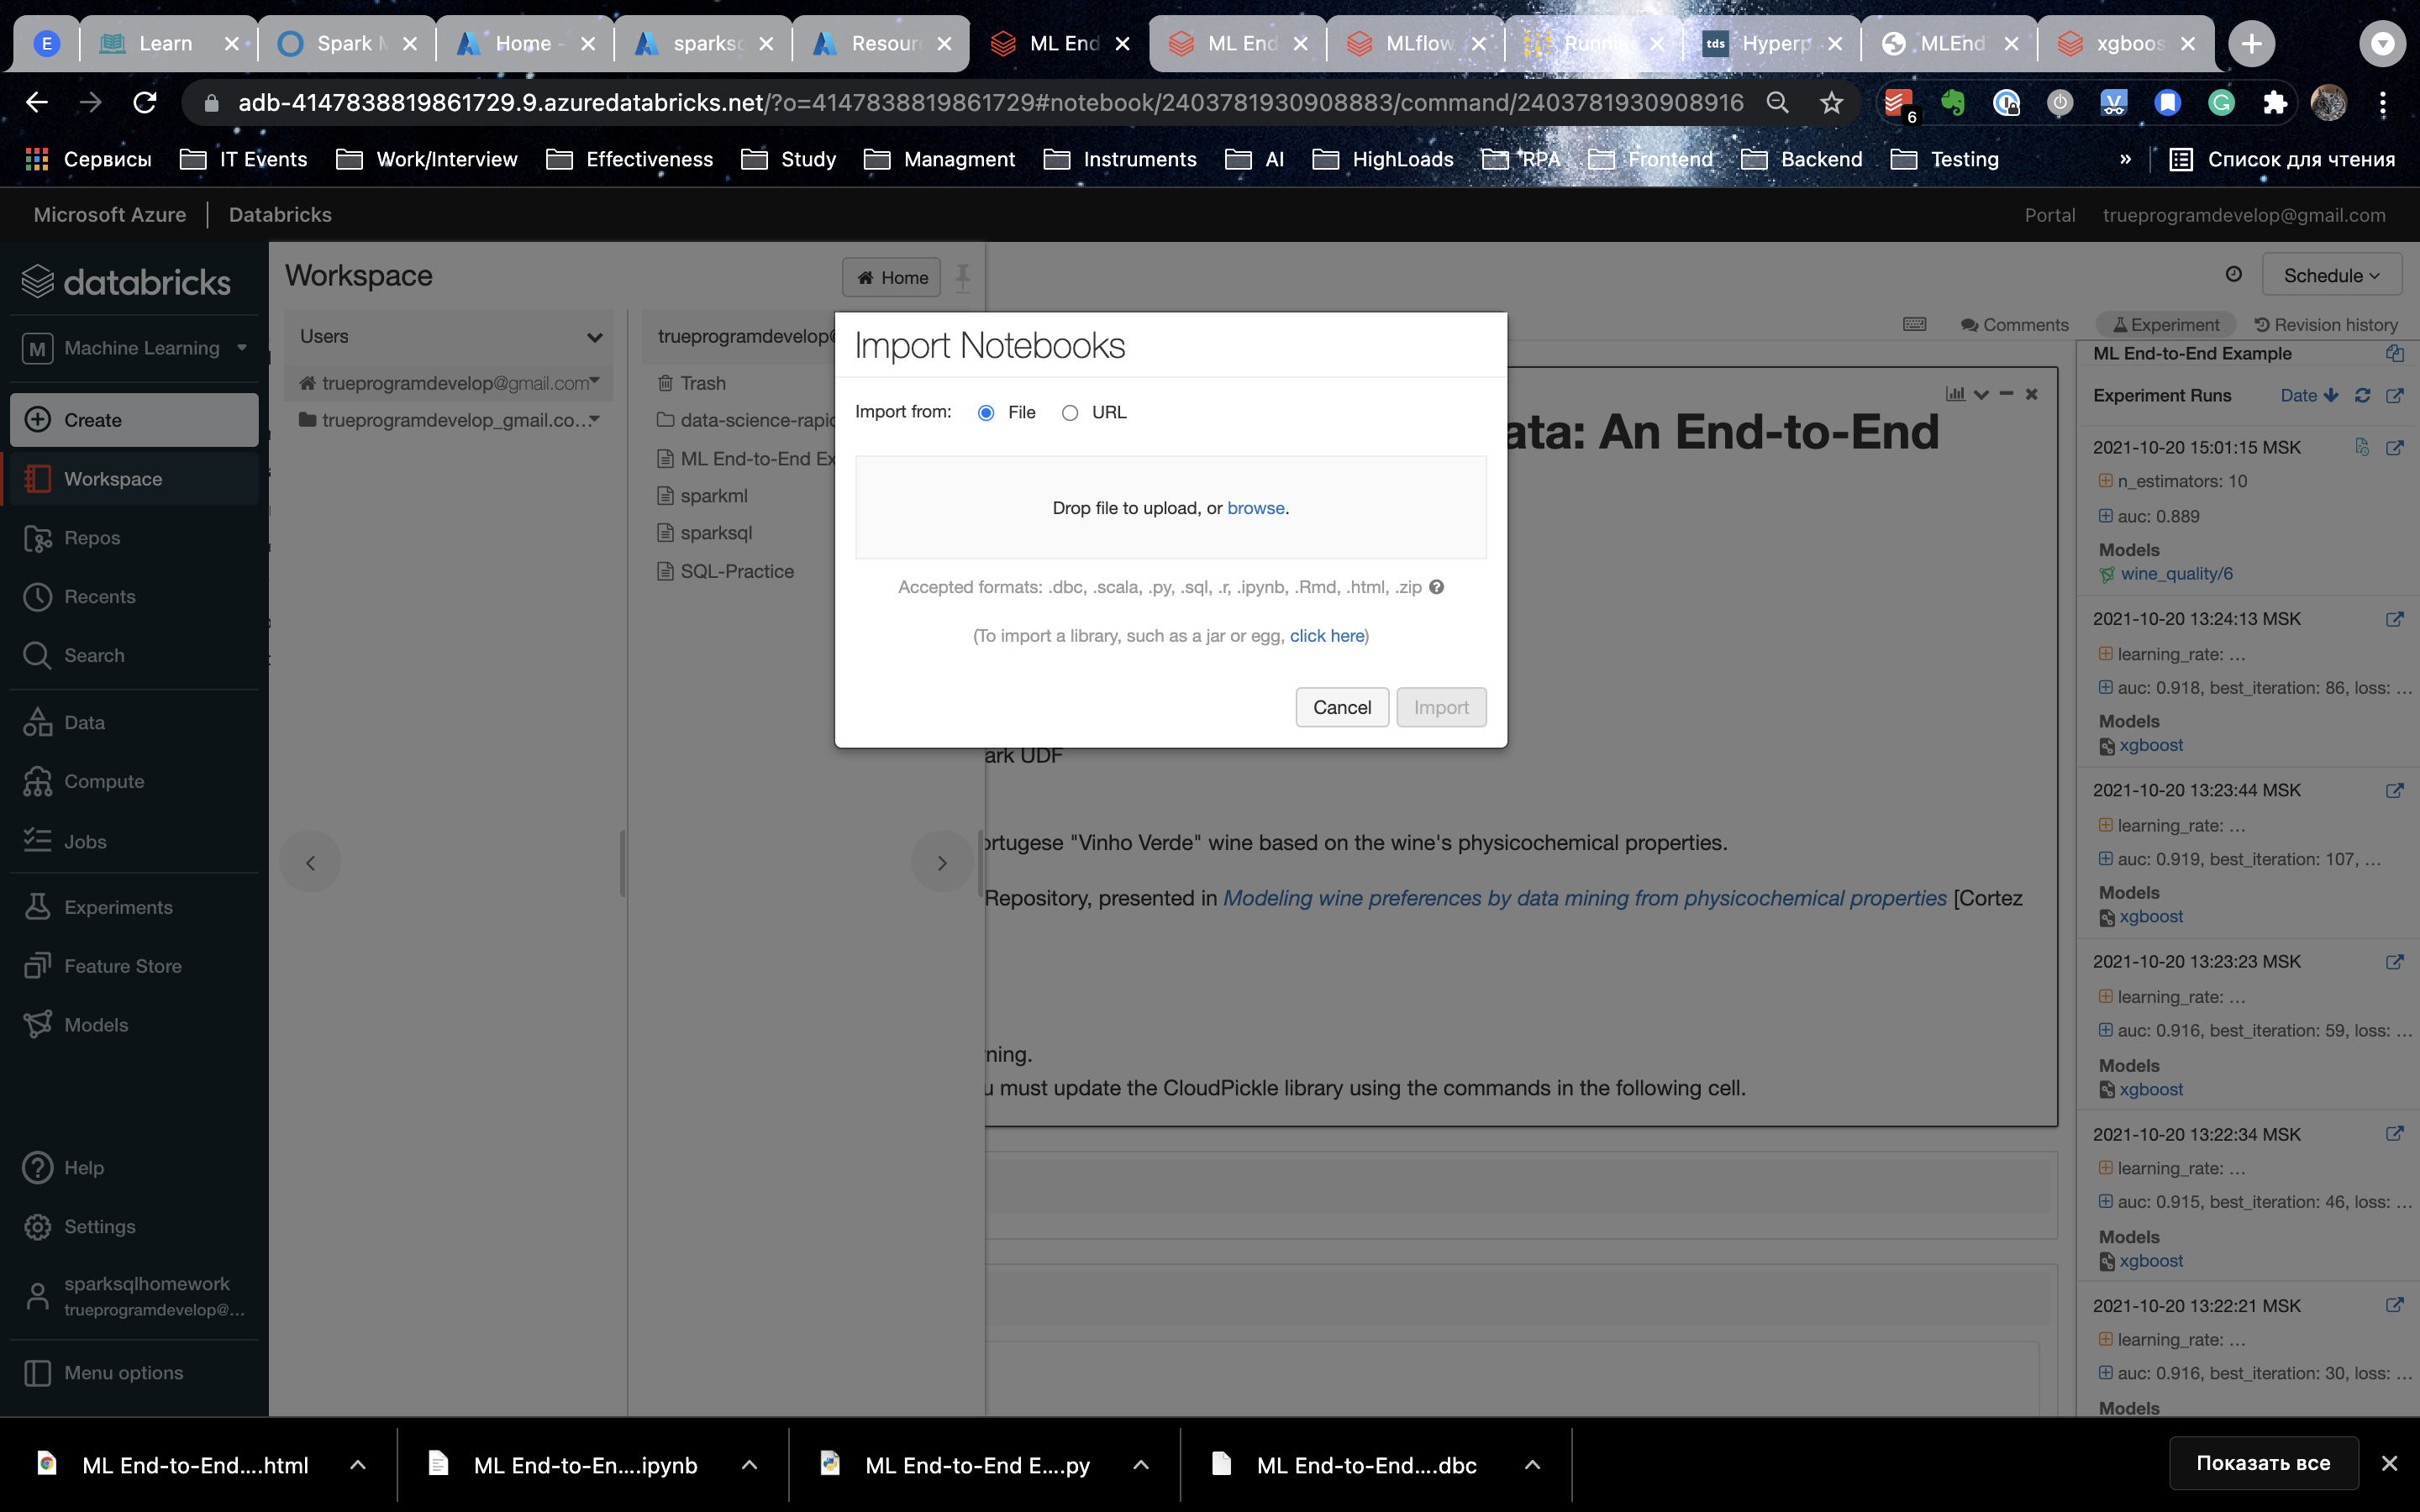 E
Learn
Spark M
Home -
sparksc
Resour
ML End
ML End
MLflow
Runni
tds
Hyperp
MLEnd
xgboos
adb-4147838819861729.9.azuredatabricks.net/?o=4147838819861729#notebook/2403781930908883/command/2403781930908916
6
Сервисы
IT Events
Work/Interview
Effectiveness
Study
Managment
Instruments
AI
HighLoads
RPA
Frontend
Backend
Testing
»
Список для чтения
Microsoft Azure
Databricks
Portal
trueprogramdevelop@gmail.com
databricks
M Machine Learning
Create
Workspace
Repos
Recents
Search
Data
Compute
Jobs
Experiments
Feature Store
Models
Help
Settings
sparksqlhomework
trueprogramdevelop@...
Menu options
Workspace
Home
Users
trueprogramdevelop@gmail.com
trueprogramdevelop_gmail.co...
trueprogramdevelop@
Trash
data-science-rapid
ML End-to-End Ex
sparkml
sparksql
SQL-Practice
Import Notebooks
Import from:
File
URL
Drop file to upload, or browse.
Accepted formats: .dbc, .scala, .py, .sql, .r, .ipynb, .Rmd, .html, .zip
(To import a library, such as a jar or egg, click here)
Cancel
Import
Schedule
Comments
Experiment
Revision history
ata: An End-to-End
ark UDF
ortugese "Vinho Verde" wine based on the wine's physicochemical properties.
Repository, presented in Modeling wine preferences by data mining from physicochemical properties [Cortez
rning.
u must update the CloudPickle library using the commands in the following cell.
ML End-to-End Example
Experiment Runs
Date
2021-10-20 15:01:15 MSK
n_estimators: 10
auc: 0.889
Models
wine_quality/6
2021-10-20 13:24:13 MSK
learning_rate: ...
auc: 0.918, best_iteration: 86, loss: ...
Models
xgboost
2021-10-20 13:23:44 MSK
learning_rate: ...
auc: 0.919, best_iteration: 107, ...
Models
xgboost
2021-10-20 13:23:23 MSK
learning_rate: ...
auc: 0.916, best_iteration: 59, loss: ...
Models
xgboost
2021-10-20 13:22:34 MSK
learning_rate: ...
auc: 0.915, best_iteration: 46, loss: ...
Models
xgboost
2021-10-20 13:22:21 MSK
learning_rate: ...
auc: 0.916, best_iteration: 30, loss: ...
Models
ML End-to-End....html
ML End-to-En....ipynb
ML End-to-End E....py
ML End-to-End....dbc
Показать все